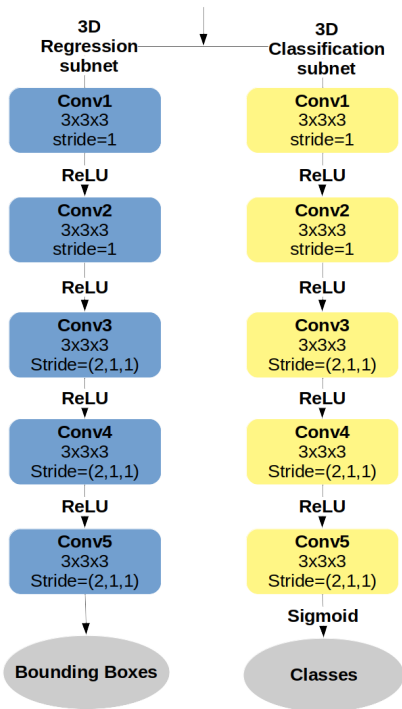 3D
Regression
subnet
Conv1
3x3x3
stride=1
ReLU
Conv2
3x3x3
stride=1
ReLU
Conv3
3x3x3
Stride=(2,1,1)
ReLU
Conv4
3x3x3
Stride=(2,1,1)
ReLU
Conv5
3x3x3
Stride=(2,1,1)
Bounding Boxes
3D
Classification
subnet
Conv1
3x3x3
stride=1
ReLU
Conv2
3x3x3
stride=1
ReLU
Conv3
3x3x3
Stride=(2,1,1)
ReLU
Conv4
3x3x3
Stride=(2,1,1)
ReLU
Conv5
3x3x3
Stride=(2,1,1)
Sigmoid
Classes